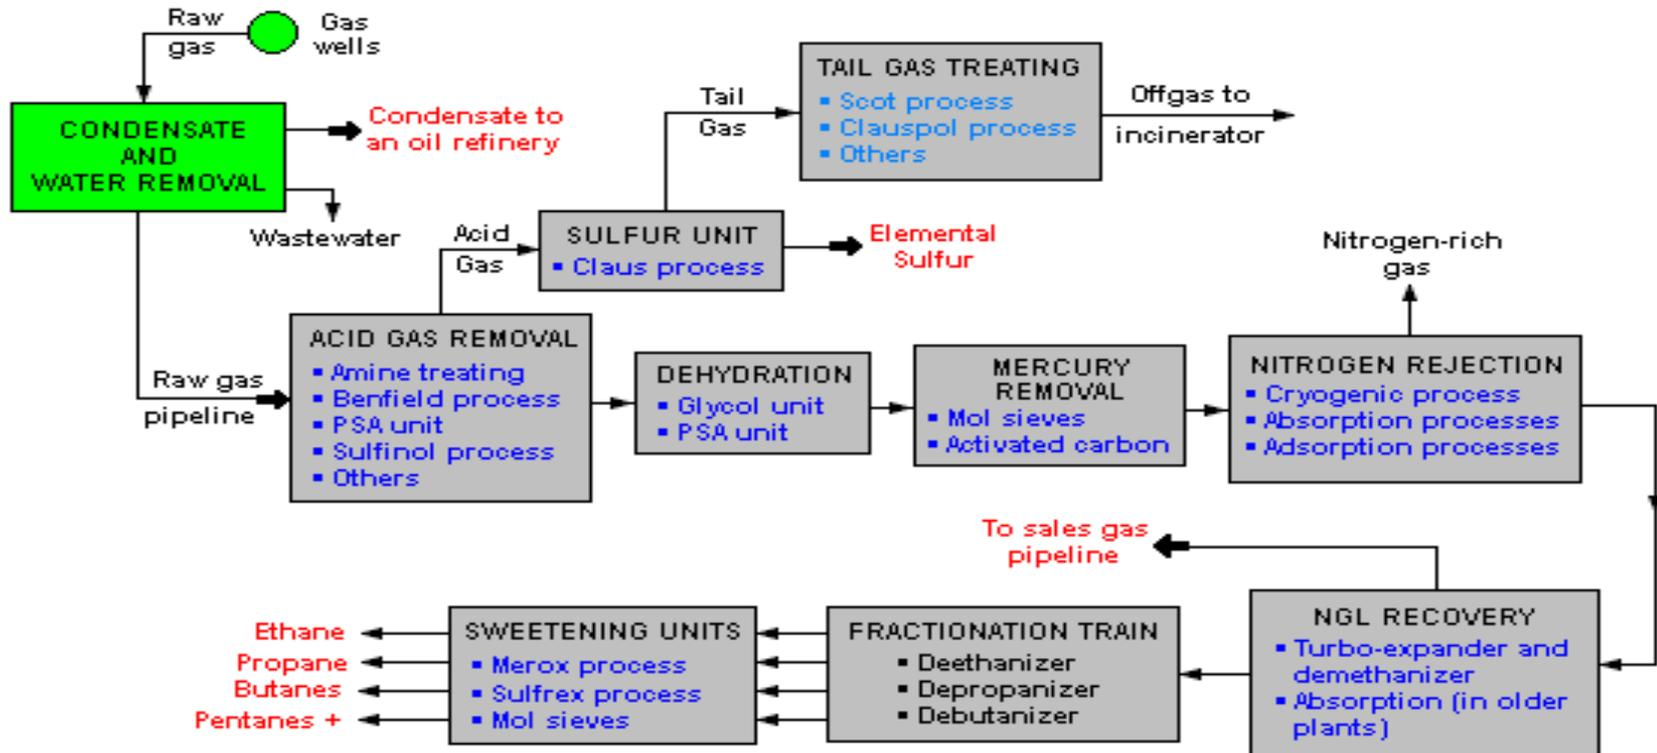 Raw
gas
Gas
wells
CONDENSATE
AND
WATER REMOVAL
Condensate to
an oil refinery
Wastewater
TAIL GAS TREATING
▪ Scot process
▪ Clauspol process
▪ Others
Tail
Gas
Offgas to
incinerator
Acid
Gas
SULFUR UNIT
▪ Claus process
Elemental
Sulfur
Nitrogen-rich
gas
Raw gas
pipeline
ACID GAS REMOVAL
▪ Amine treating
▪ Benfield process
▪ PSA unit
▪ Sulfinol process
▪ Others
DEHYDRATION
▪ Glycol unit
▪ PSA unit
MERCURY
REMOVAL
▪ Mol sieves
▪ Activated carbon
NITROGEN REJECTION
▪ Cryogenic process
▪ Absorption processes
▪ Adsorption processes
To sales gas
pipeline
NGL RECOVERY
▪ Turbo-expander and
demethanizer
▪ Absorption (in older
plants)
FRACTIONATION TRAIN
▪ Deethanizer
▪ Depropanizer
▪ Debutanizer
SWEETENING UNITS
▪ Merox process
▪ Sulfrex process
▪ Mol sieves
Ethane
Propane
Butanes
Pentanes +